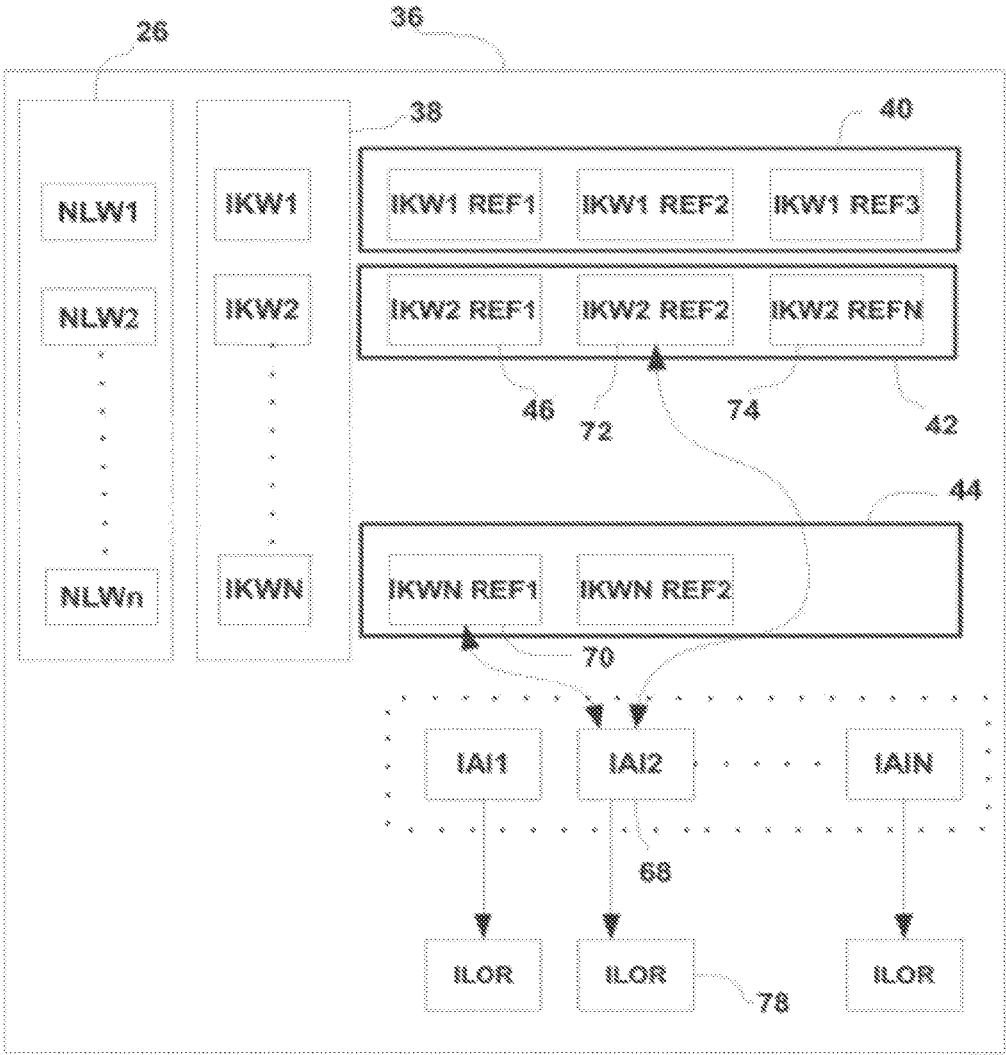 26
36
38
40
NLW1
IKW1
IKW1 REF1
IKW1 REF2
IKW1 REF3
NLW2
IKW2
IKW2 REF1
IKW2 REF2
IKW2 REFN
46
72
74
42
44
NLWn
IKWN
IKWN REF1
IKWN REF2
70
IAI1
IAI2
IAIN
68
ILOR
ILOR
ILOR
78